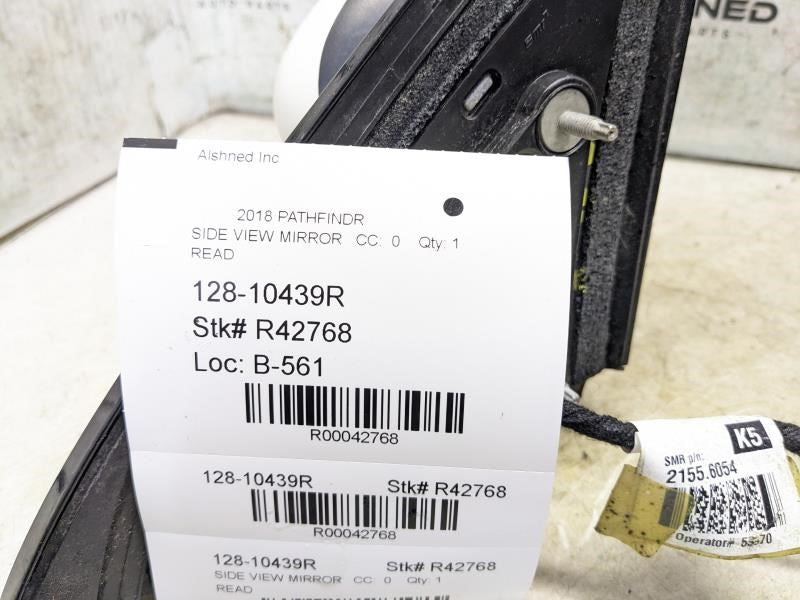 Alshned Inc
2018 PATHFINDR
SIDE VIEW MIRROR CC: 0 Qty: 1
READ
128-10439R
Stk# R42768
Loc: B-561
R00042768
128-10439R Stk# R42768
R00042768
128-10439R Stk# R42768
SIDE VIEW MIRROR CC: 0 Qty: 1
READ
K5
SMR p/n:
2155.6054
Operator#
smr